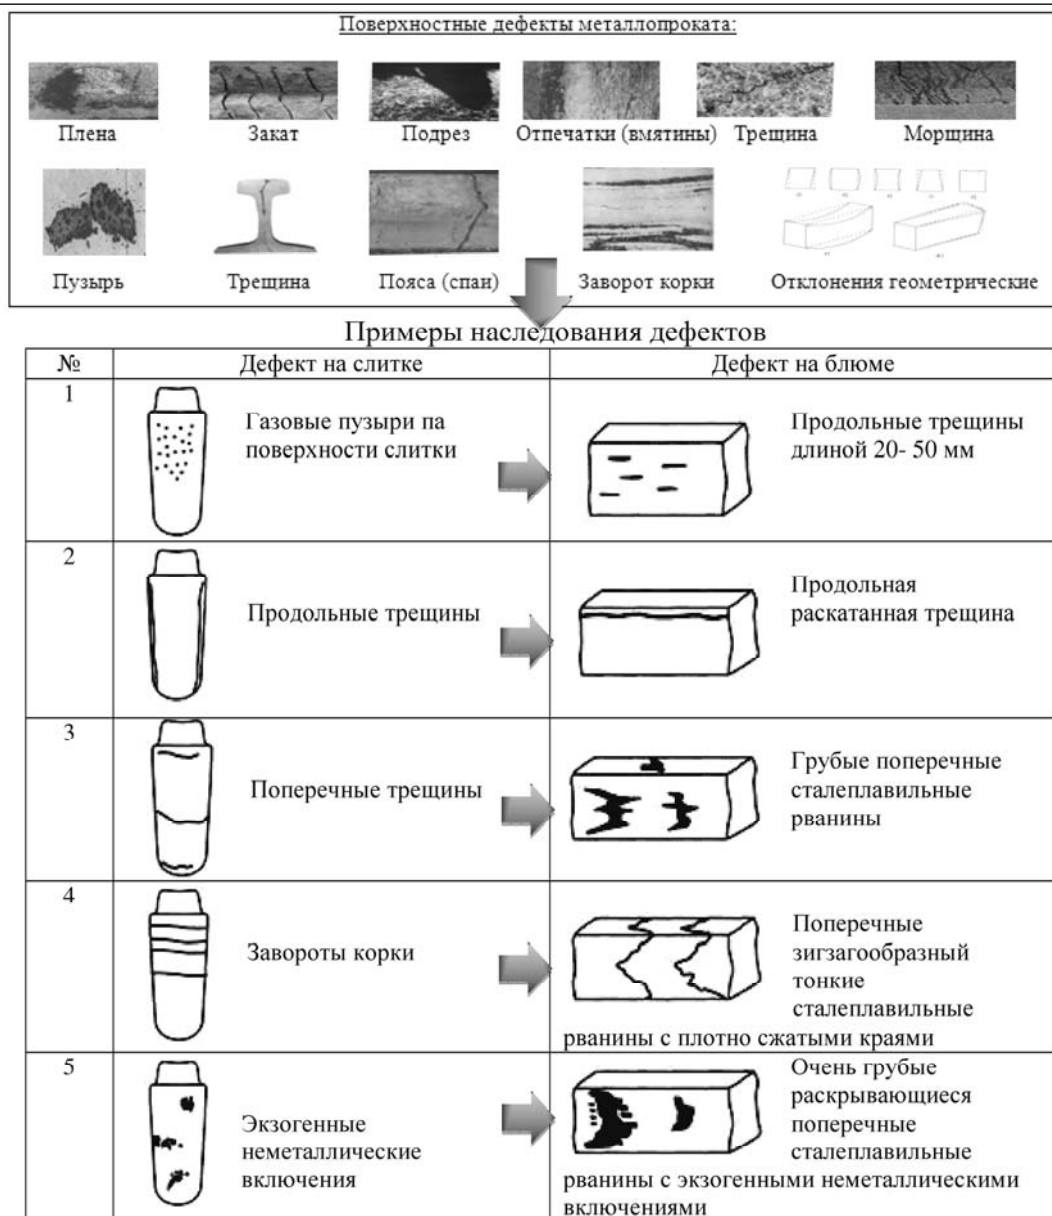 Поверхностные дефекты металлопроката:
Плена Закат Подрез Отпечатки (вмятины) Трещина Морщина
Пузырь Трещина Пояса (спаи) Заворот корки Отклонения геометрические
Примеры наследования дефектов
№ Дефект на слитке Дефект на блюме
1
Газовые пузыри па
поверхности слитки
Продольные трещины
длиной 20- 50 мм
2
Продольные трещины
Продольная
раскатанная трещина
3
Поперечные трещины
Грубые поперечные
сталеплавильные
рванины
4
Завороты корки
Поперечные
зигзагообразный
тонкие
сталеплавильные
рванины с плотно сжатыми краями
5
Экзогенные
неметаллические
включения
Очень грубые
раскрывающиеся
поперечные
сталеплавильные
рванины с экзогенными неметаллическими
включениями